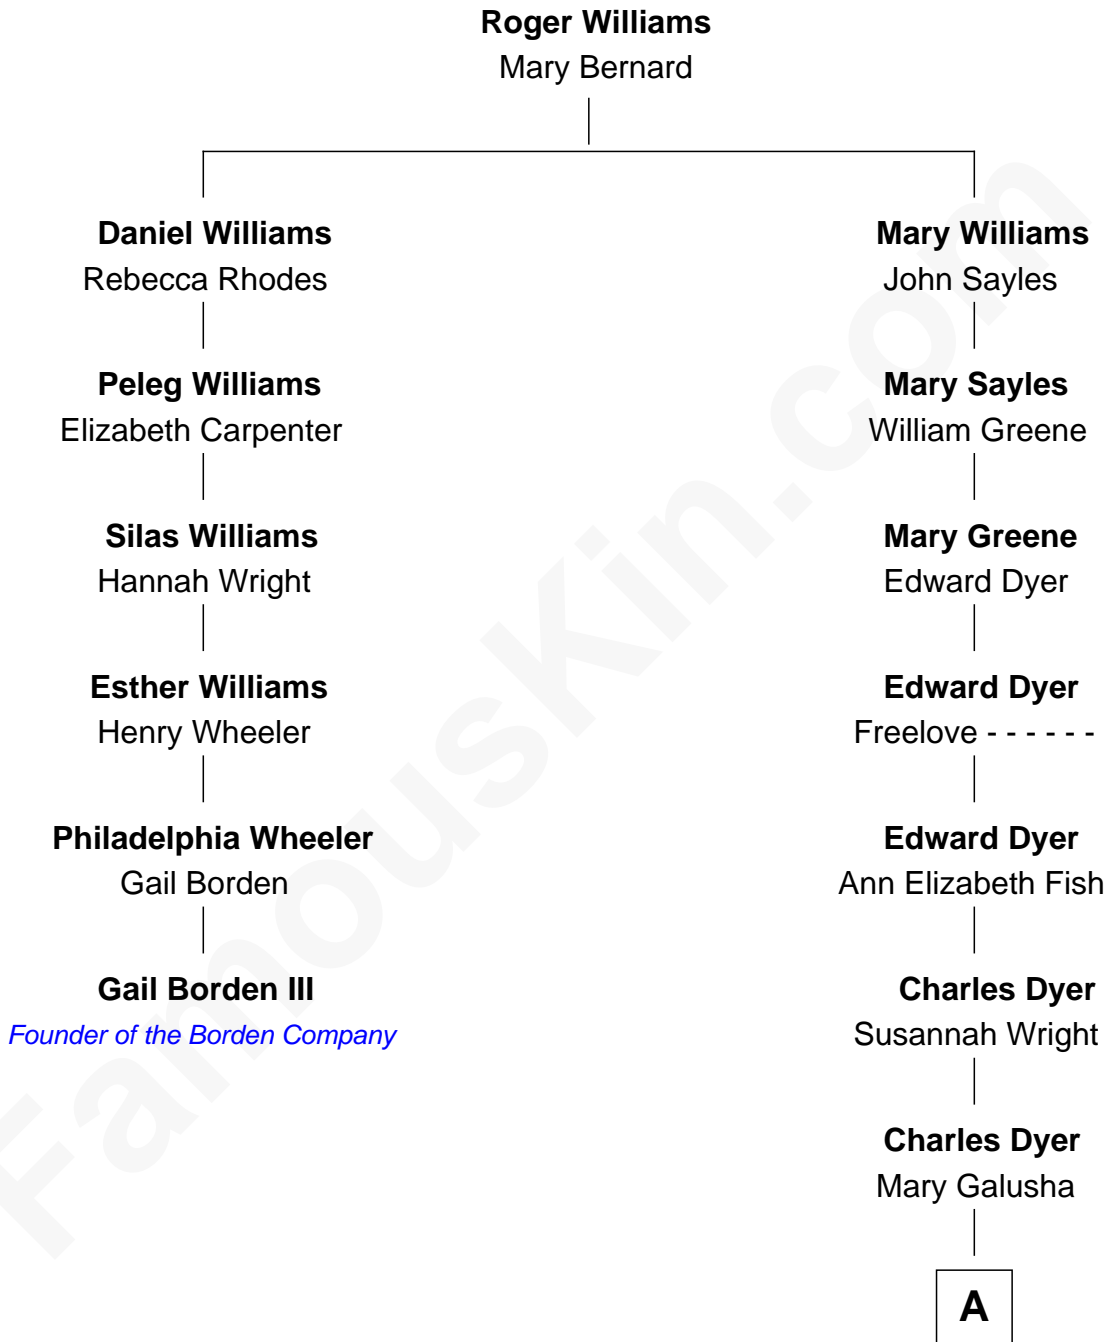 Roger Williams
Mary Bernard
Daniel Williams
Rebecca Rhodes
Peleg Williams
Elizabeth Carpenter
Silas Williams
Hannah Wright
Esther Williams
Henry Wheeler
Philadelphia Wheeler
Gail Borden
Gail Borden III
Founder of the Borden Company
Mary Williams
John Sayles
Mary Sayles
William Greene
Mary Greene
Edward Dyer
Edward Dyer
Freelove - - - - - -
Edward Dyer
Ann Elizabeth Fish
Charles Dyer
Susannah Wright
Charles Dyer
Mary Galusha
A
FamousKin.com